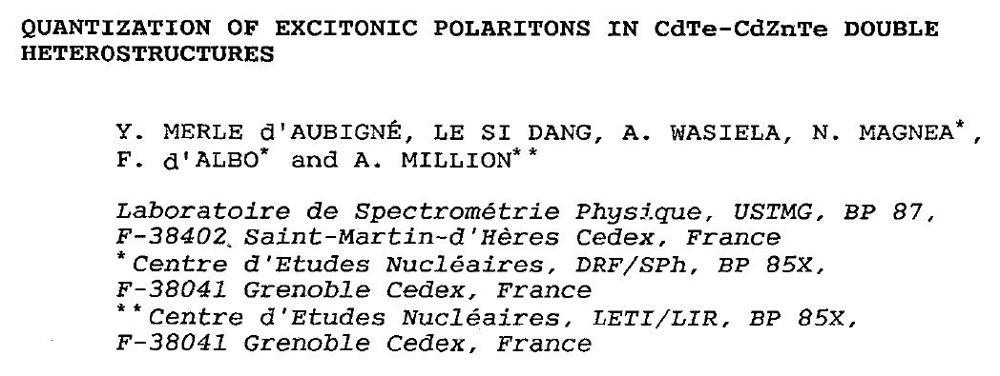 QUANTIZATION OF EXCITONIC POLARITONS IN CdTe-CdZnTe DOUBLE
HETEROSTRUCTURES
Y. MERLE d'AUBIGNÉ, LE SI DANG, A. WASIELA, N. MAGNEA*,
F. d'ALBO* and A. MILLION**
Laboratoire de Spectrométrie Physique, USTMG, BP 87,
F-38402 Saint-Martin-d'Hères Cedex, France
*Centre d'Etudes Nucléaires, DRF/SPh, BP 85X,
F-38041 Grenoble Cedex, France
**Centre d'Etudes Nucléaires, LETI/LIR, BP 85X,
F-38041 Grenoble Cedex, France